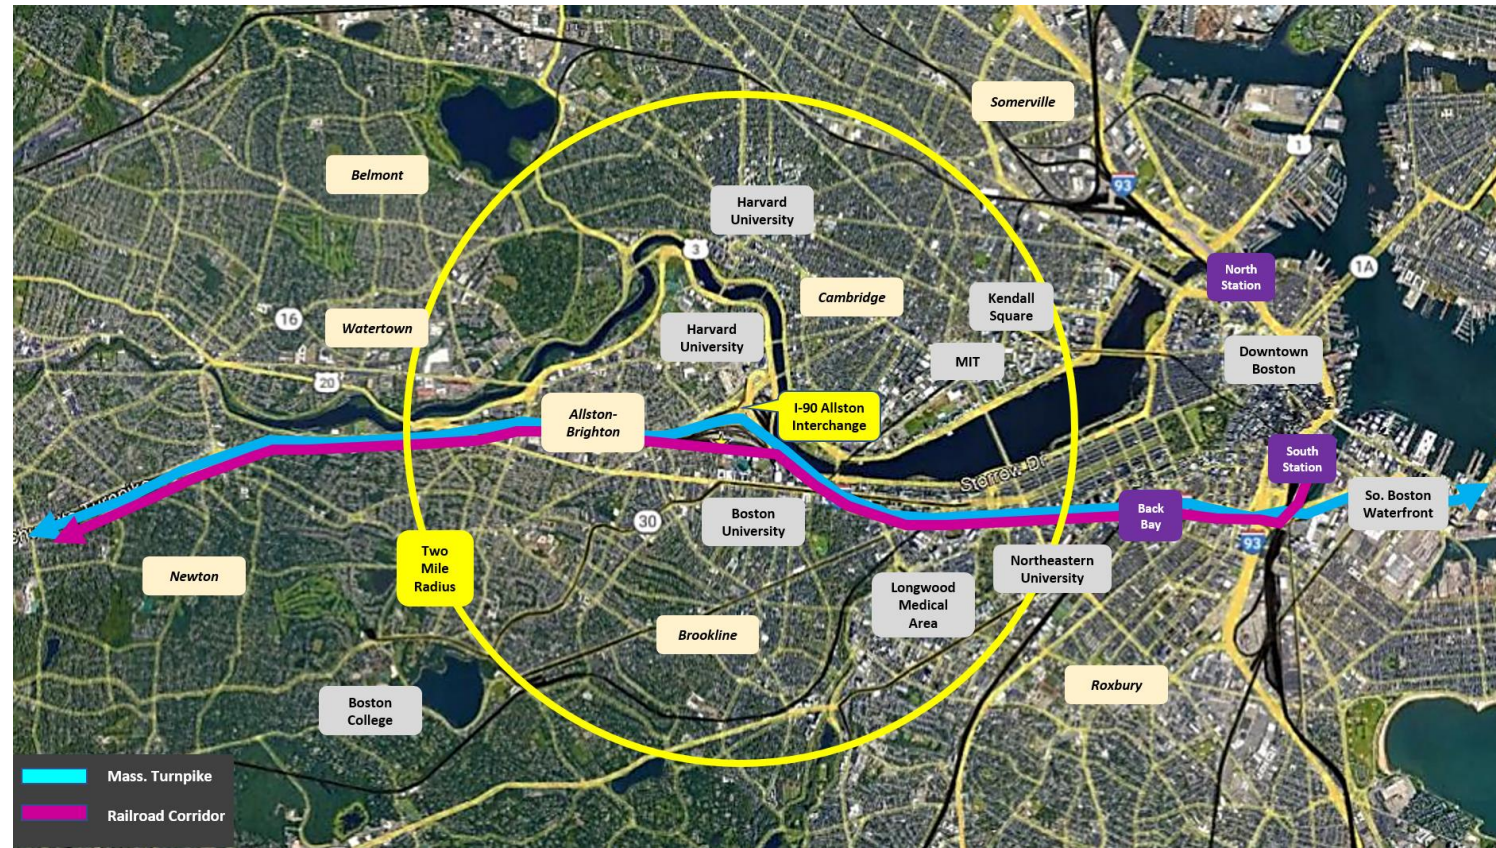 Somerville
1
Belmont
93
Harvard
University
3
1A
North
Station
Cambridge
Kendall
Square
16
Watertown
Harvard
University
Downtown
Boston
MIT
20
Allston-
Brighton
I-90 Allston
Interchange
South
Station
Storrow Dr
So. Boston
Waterfront
Back
Bay
30
Boston
University
93
Two
Mile
Radius
Northeastern
University
Newton
Longwood
Medical
Area
Brookline
Roxbury
Boston
College
Mass. Turnpike
Railroad Corridor